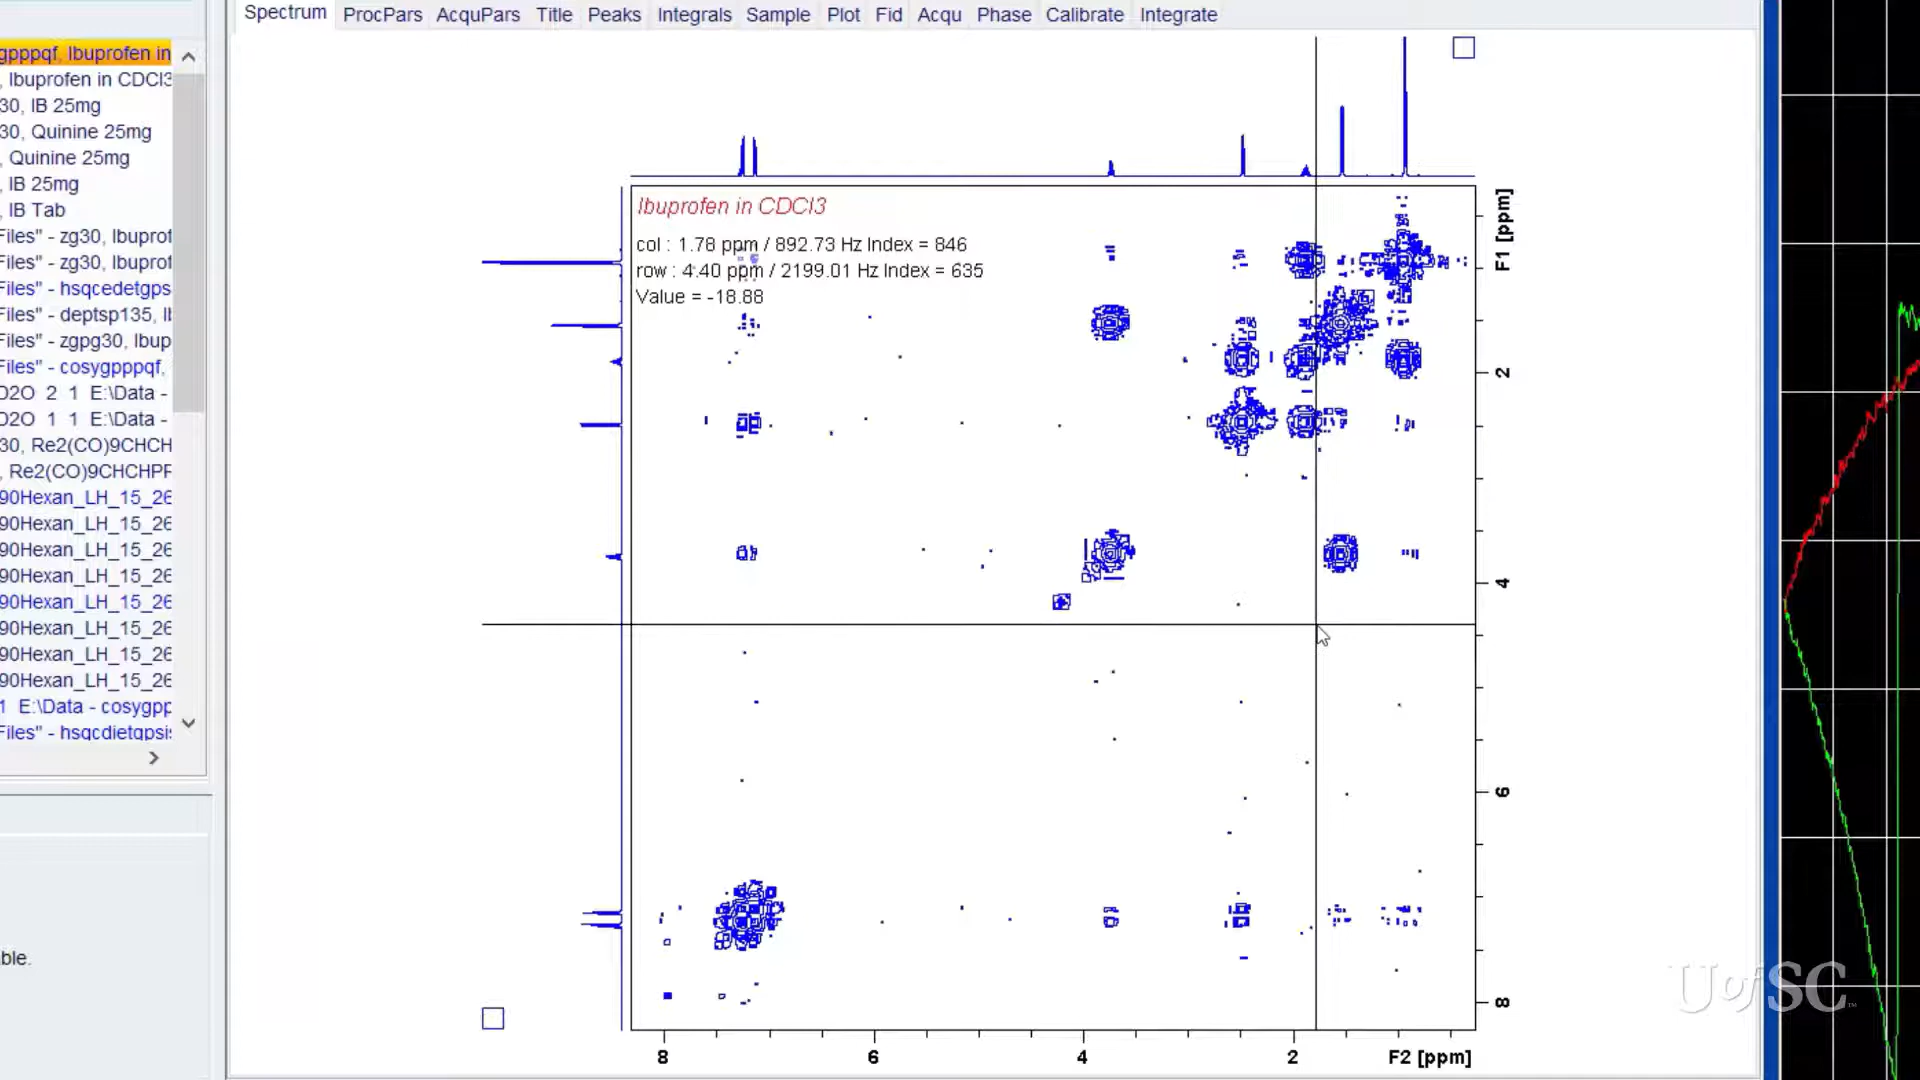 Spectrum ProcPars AcquPars Title Peaks Integrals Sample Plot Fid Acqu Phase Calibrate Integrate
gpppqf, Ibuprofen in
, Ibuprofen in CDCl3
30, IB 25mg
30, Quinine 25mg
, Quinine 25mg
, IB 25mg
, IB Tab
Files" - zg30, Ibuprof
Files" - zg30, Ibuprof
Files" - hsqcedetgps
Files" - deptsp135, I
Files" - zgpg30, Ibup
Files" - cosygpppqf,
D2O 2 1 E:\Data -
D2O 1 1 E:\Data -
30, Re2(CO)9CHCH
, Re2(CO)9CHCHPF
90Hexan_LH_15_26
90Hexan_LH_15_26
90Hexan_LH_15_26
90Hexan_LH_15_26
90Hexan_LH_15_26
90Hexan_LH_15_26
90Hexan_LH_15_26
90Hexan_LH_15_26
1 E:\Data - cosygpp
Files" - hsqcdietgpsi
ble.
Ibuprofen in CDCl3
col : 1.78 ppm / 892.73 Hz Index = 846
row : 4.40 ppm / 2199.01 Hz Index = 635
Value = -18.88
F1 [ppm]
2
4
6
8
8 6 4 2 F2 [ppm]
UofSC™